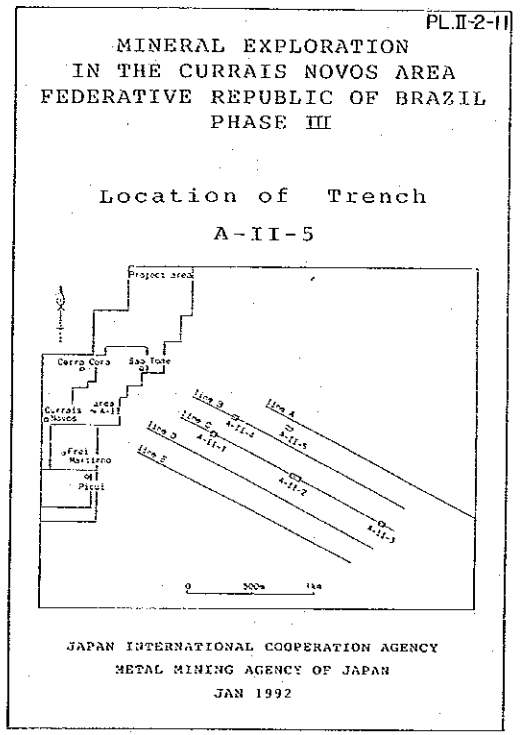 PL.II-2-11
MINERAL EXPLORATION
IN THE CURRAIS NOVOS AREA
FEDERATIVE REPUBLIC OF BRAZIL
PHASE III
Location of Trench
A-II-5
Project area
Cerro Cora
Sao Tome
area
A-II
Currais
Novos
Frei
Martinho
Picui
line A
line B
line C
line D
line E
A-II-4
A-II-5
A-II-1
A-II-2
A-II-3
0 500m 1km
JAPAN INTERNATIONAL COOPERATION AGENCY
METAL MINING AGENCY OF JAPAN
JAN 1992